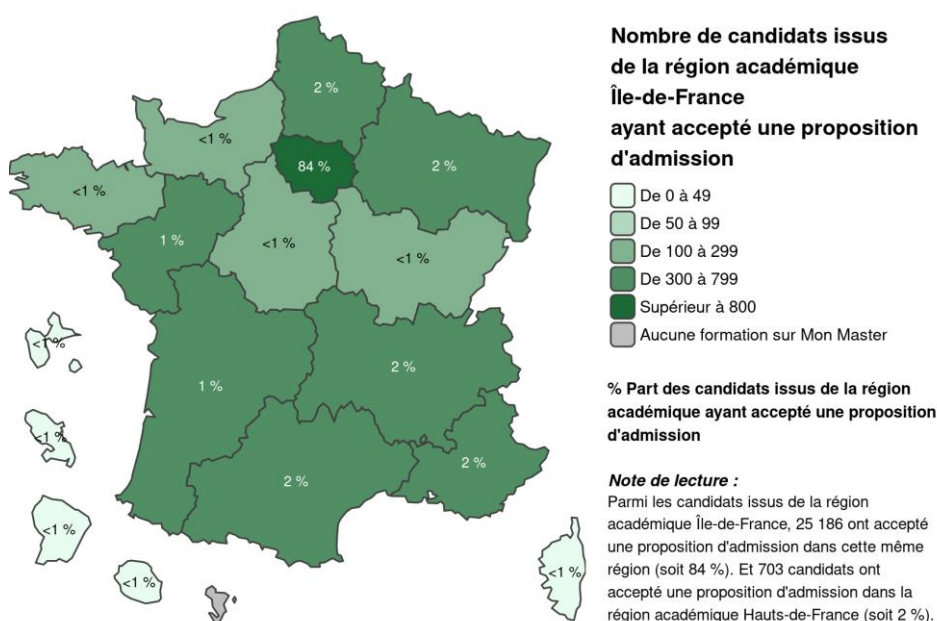 2 %
<1 %
84 %
2 %
<1 %
1 %
<1 %
<1 %
<1 %
1 %
2 %
<1 %
2 %
2 %
<1 %
<1 %
<1 %
Nombre de candidats issus
de la région académique
Île-de-France
ayant accepté une proposition
d'admission
De 0 à 49
De 50 à 99
De 100 à 299
De 300 à 799
Supérieur à 800
Aucune formation sur Mon Master
% Part des candidats issus de la région
académique ayant accepté une proposition
d'admission
Note de lecture :
Parmi les candidats issus de la région
académique Île-de-France, 25 186 ont accepté
une proposition d'admission dans cette même
région (soit 84 %). Et 703 candidats ont
accepté une proposition d'admission dans la
région académique Hauts-de-France (soit 2 %).